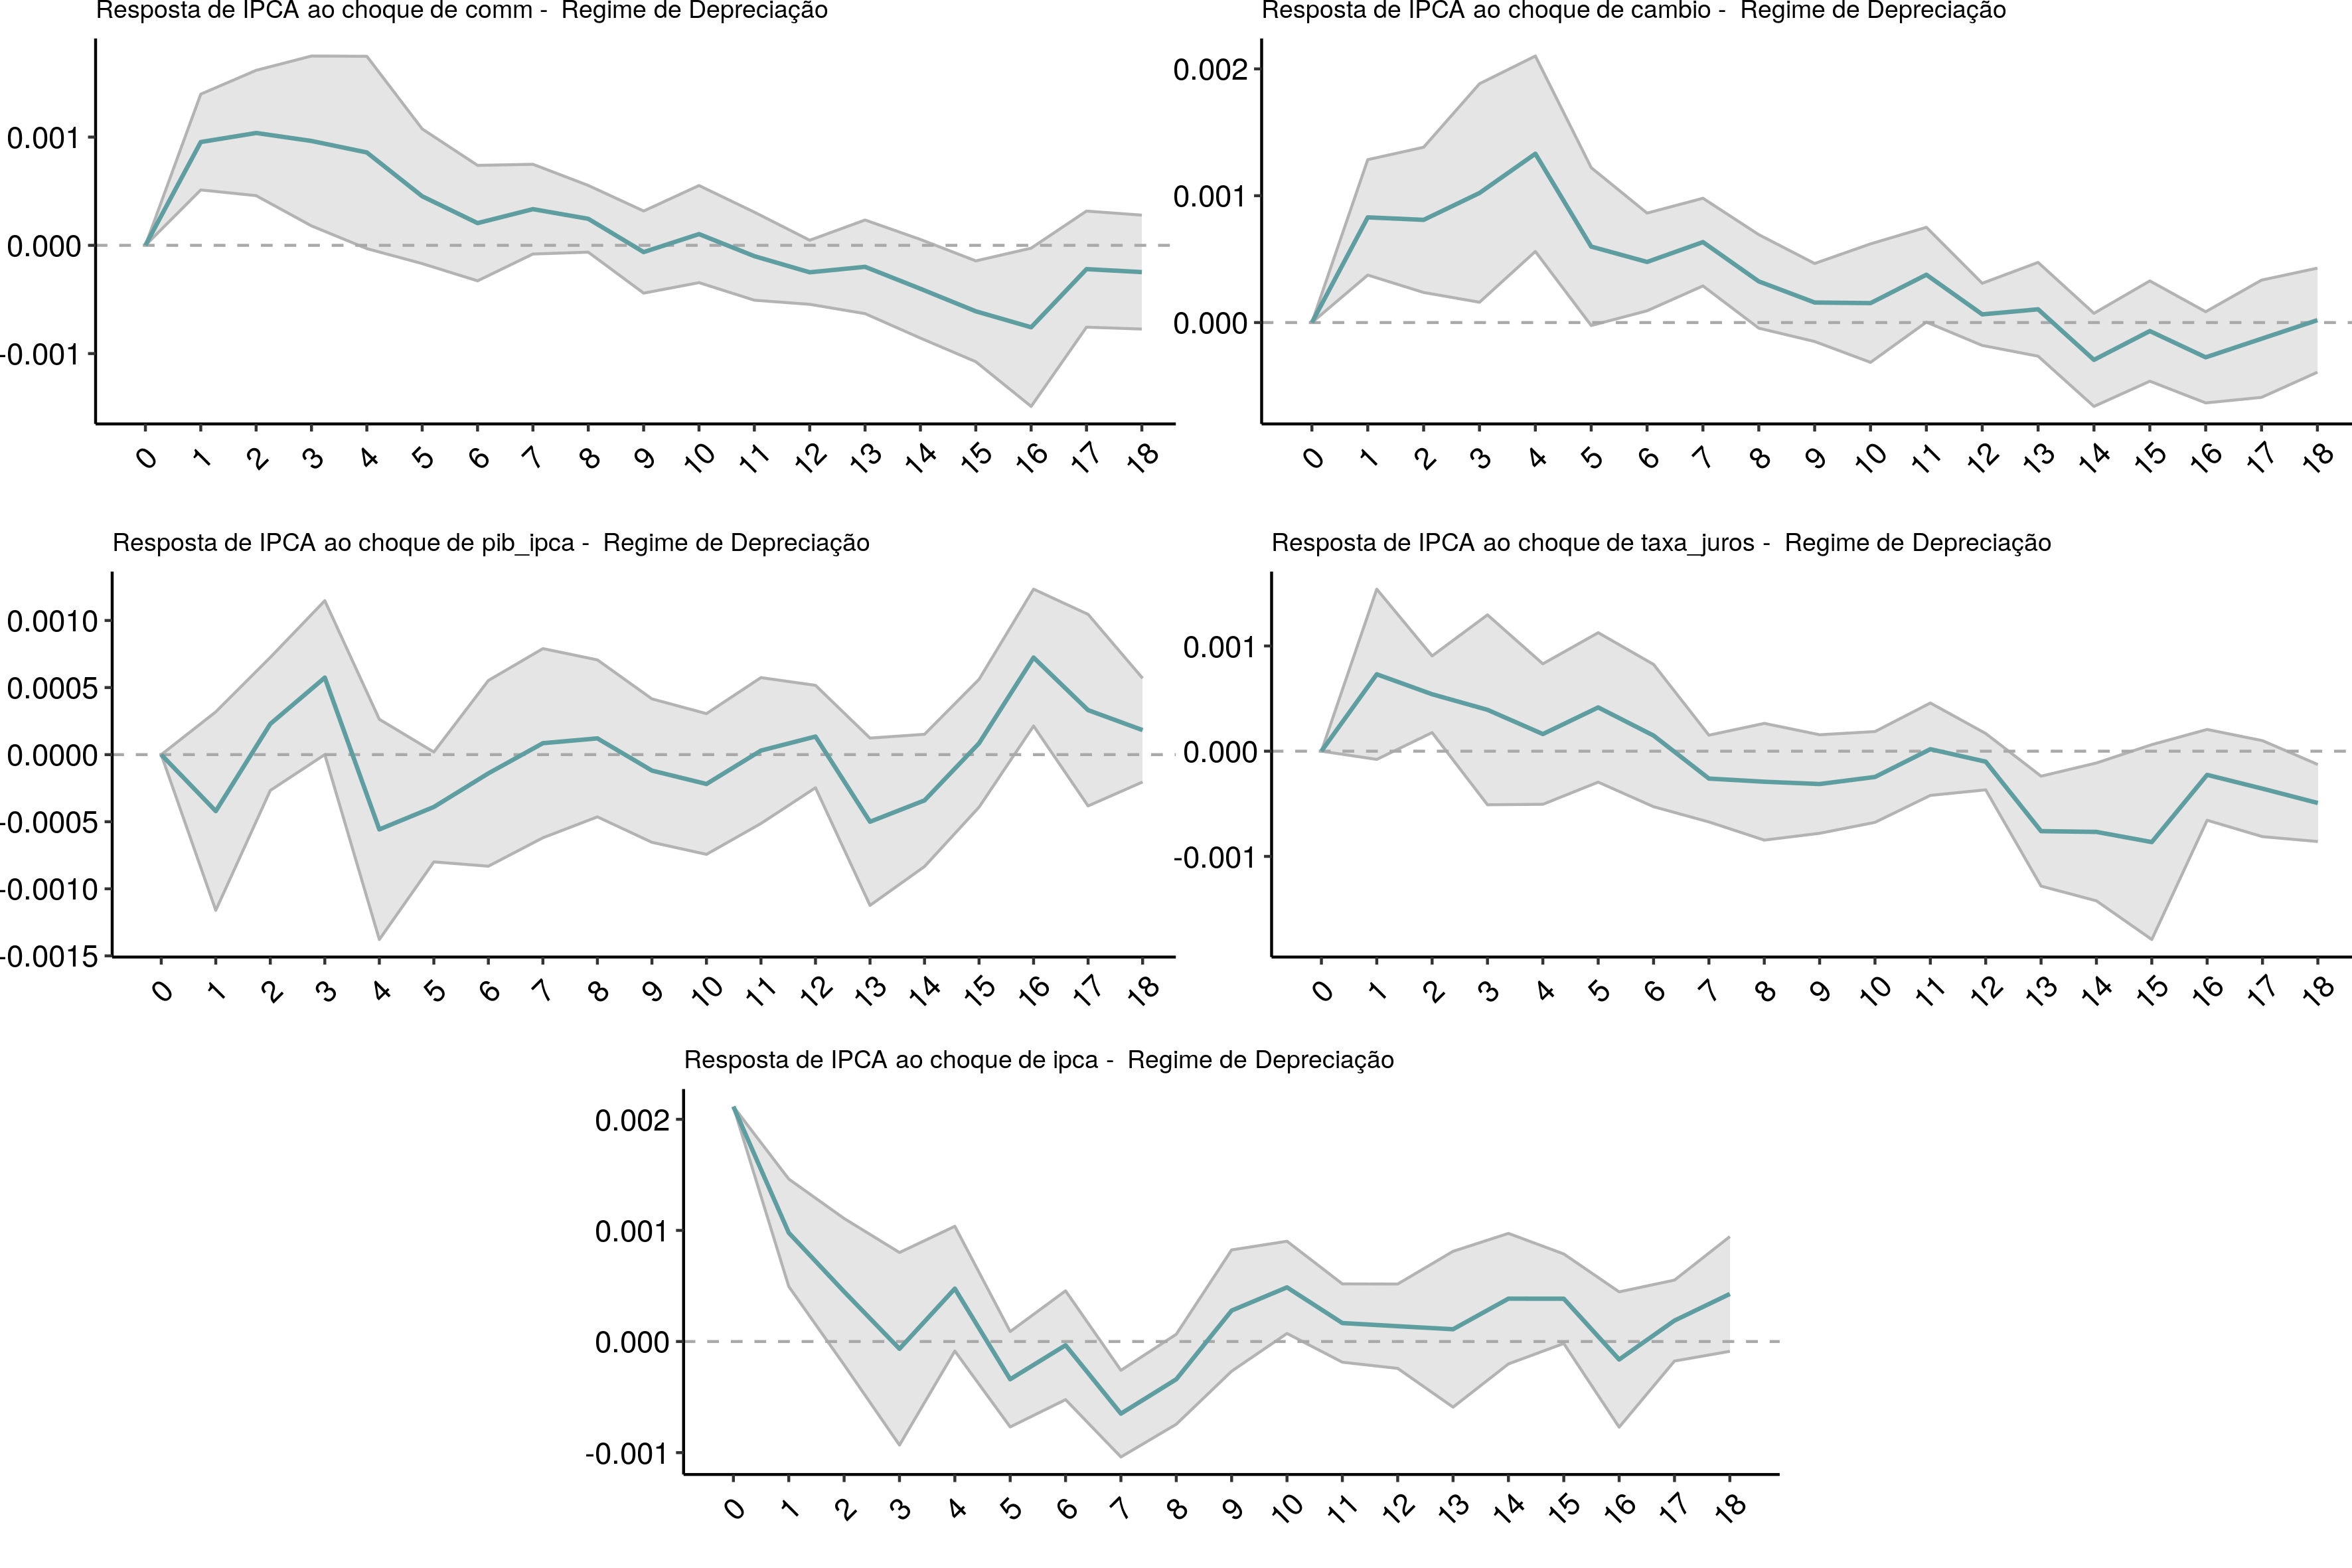 Resposta de IPCA ao choque de comm -  Regime de Depreciação
0.001
0.000
-0.001
0 1 2 3 4 5 6 7 8 9 10 11 12 13 14 15 16 17 18
Resposta de IPCA ao choque de cambio -  Regime de Depreciação
0.002
0.001
0.000
0 1 2 3 4 5 6 7 8 9 10 11 12 13 14 15 16 17 18
Resposta de IPCA ao choque de pib_ipca -  Regime de Depreciação
0.0010
0.0005
0.0000
-0.0005
-0.0010
-0.0015
0 1 2 3 4 5 6 7 8 9 10 11 12 13 14 15 16 17 18
Resposta de IPCA ao choque de taxa_juros -  Regime de Depreciação
0.001
0.000
-0.001
0 1 2 3 4 5 6 7 8 9 10 11 12 13 14 15 16 17 18
Resposta de IPCA ao choque de ipca -  Regime de Depreciação
0.002
0.001
0.000
-0.001
0 1 2 3 4 5 6 7 8 9 10 11 12 13 14 15 16 17 18